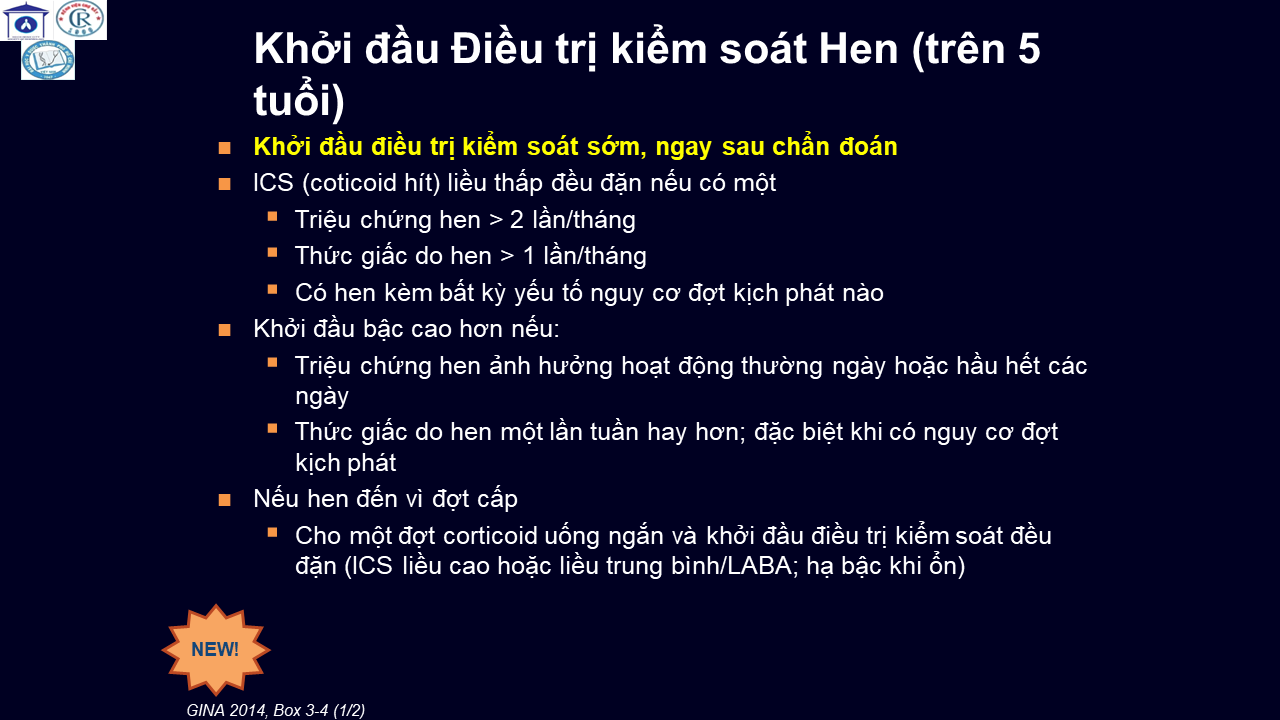 Khởi đầu Điều trị kiểm soát Hen (trên 5
tuổi)
Khởi đầu điều trị kiểm soát sớm, ngay sau chẩn đoán
ICS (coticoid hít) liều thấp đều đặn nếu có một
Triệu chứng hen > 2 lần/tháng
Thức giấc do hen > 1 lần/tháng
Có hen kèm bất kỳ yếu tố nguy cơ đợt kịch phát nào
Khởi đầu bậc cao hơn nếu:
Triệu chứng hen ảnh hưởng hoạt động thường ngày hoặc hầu hết các
ngày
Thức giấc do hen một lần tuần hay hơn; đặc biệt khi có nguy cơ đợt
kịch phát
Nếu hen đến vì đợt cấp
Cho một đợt corticoid uống ngắn và khởi đầu điều trị kiểm soát đều
đặn (ICS liều cao hoặc liều trung bình/LABA; hạ bậc khi ổn)
NEW!
GINA 2014, Box 3-4 (1/2)